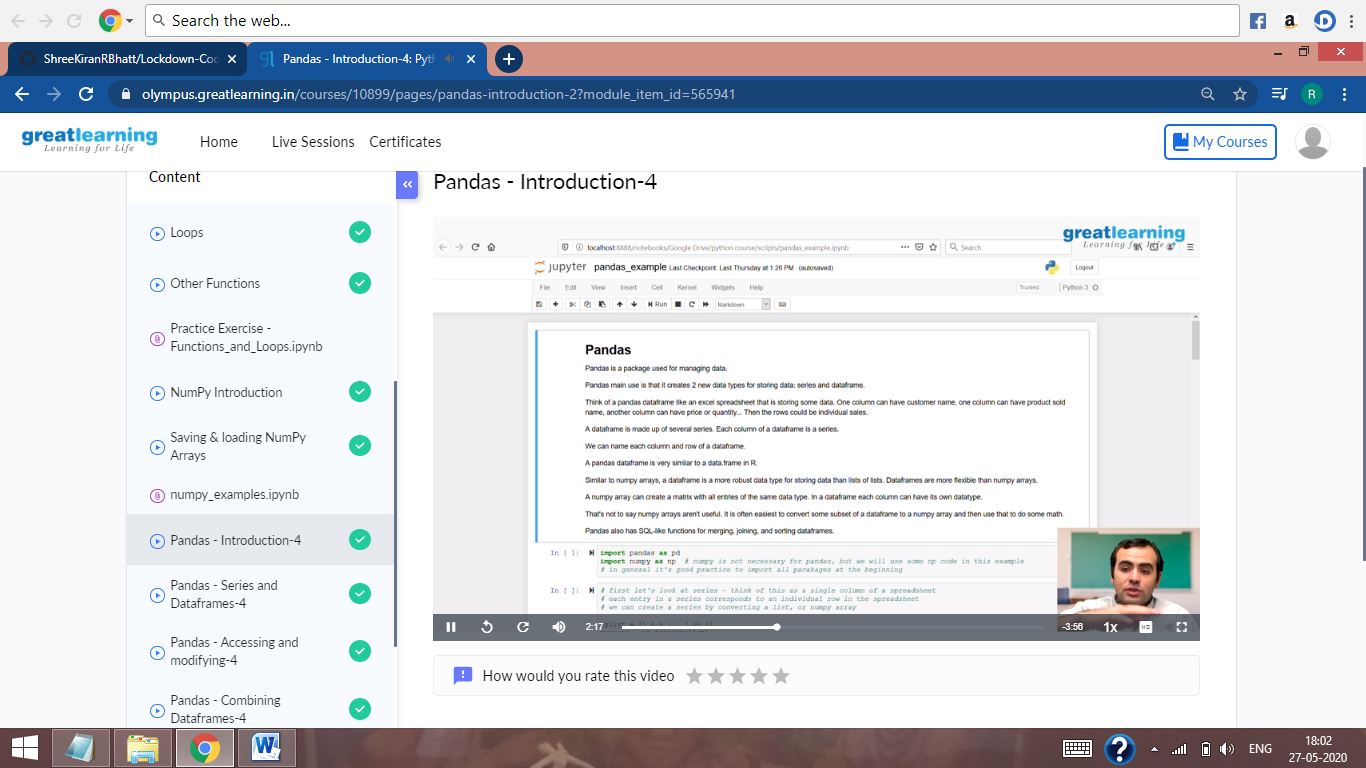 Search the web...
ShreeKiranRBhatt/Lockdown-Cod
Pandas - Introduction-4: Pyth
olympus.greatlearning.in/courses/10899/pages/pandas-introduction-2?module_item_id=565941
R
greatlearning
Learning for Life
Home
Live Sessions
Certificates
My Courses
Content
Loops
Other Functions
Practice Exercise -
Functions_and_Loops.ipynb
NumPy Introduction
Saving & loading NumPy
Arrays
numpy_examples.ipynb
Pandas - Introduction-4
Pandas - Series and
Dataframes-4
Pandas - Accessing and
modifying-4
Pandas - Combining
Dataframes-4
Pandas - Introduction-4
localhost:8888/notebooks/Google Drive/python course/scripts/pandas_example.ipynb
Search
greatlearning
Learning for Life
jupyter pandas_example Last Checkpoint: Last Thursday at 1:26 PM (autosaved)
Logout
File Edit View Insert Cell Kernel Widgets Help
Trusted
Python 3
Run
Markdown
Pandas
Pandas is a package used for managing data.
Pandas main use is that it creates 2 new data types for storing data: series and dataframe.
Think of a pandas dataframe like an excel spreadsheet that is storing some data. One column can have customer name, one column can have product sold
name, another column can have price or quantity... Then the rows could be individual sales.
A dataframe is made up of several series. Each column of a dataframe is a series.
We can name each column and row of a dataframe.
A pandas dataframe is very similar to a data.frame in R.
Similar to numpy arrays, a dataframe is a more robust data type for storing data than lists of lists. Dataframes are more flexible than numpy arrays.
A numpy array can create a matrix with all entries of the same data type. In a dataframe each column can have its own datatype.
That's not to say numpy arrays aren't useful. It is often easiest to convert some subset of a dataframe to a numpy array and then use that to do some math.
Pandas also has SQL-like functions for merging, joining, and sorting dataframes.
In [ ]: import pandas as pd
import numpy as np # numpy is not necessary for pandas, but we will use some np code in this example
# in general it's good practice to import all pacakages at the beginning
In [ ]: # first let's look at series - think of this as a single column of a spreadsheet
# each entry in a series corresponds to an individual row in the spreadsheet
# we can create a series by converting a list, or numpy array
2:17
-3:56
1x
HD
How would you rate this video
W
ENG
18:02
27-05-2020